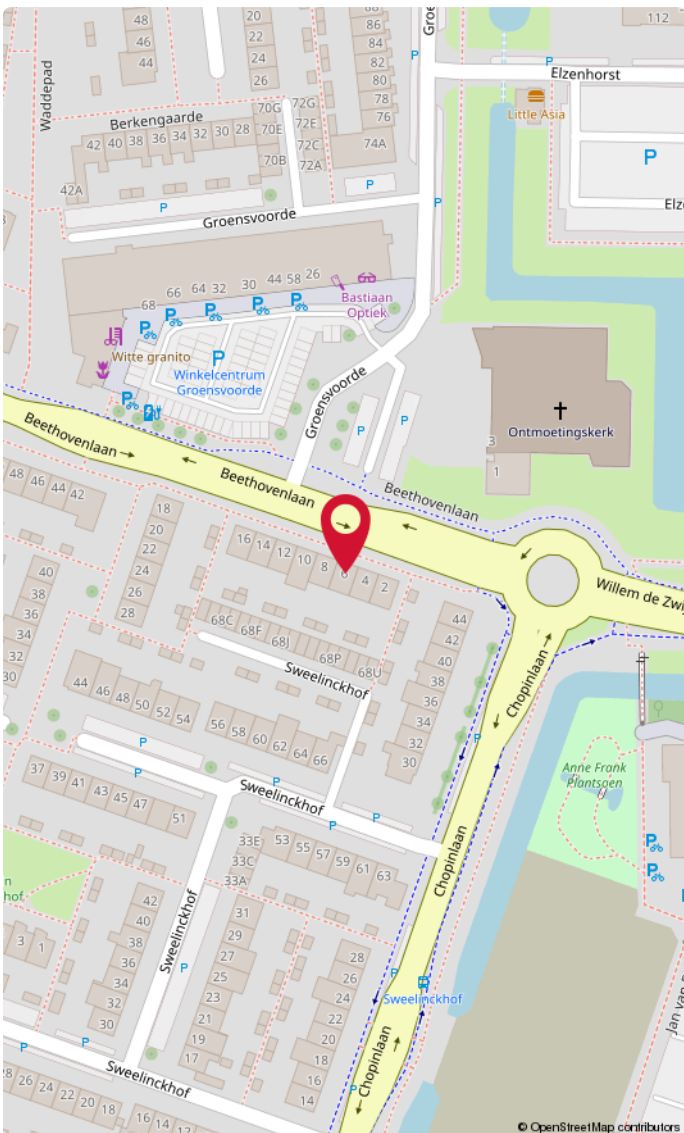 48
46
44
20
22
24
26
88
86
84
82
80
78
76
74A
112
Groe
P
Elzenhorst
P
Little Asia
P
Elze
Waddepad
Berkengaarde
42 40 38 36 34 32 30 28
42A
70G
70E
70B
72G
72E
72C
72A
P
P
P
Groensvoorde
68 66 64 32 30 44 58 26
Bastiaan
Optiek
P P P P P
Witte granito
P
Winkelcentrum
Groensvoorde
P
Groensvoorde
P
P
Ontmoetingskerk
3
1
Beethovenlaan
Beethovenlaan
Beethovenlaan
Willem de Zwij
48 46 44 42
18
20
22
24
26
28
16 14 12 10 8 6 4 2
40
38
36
34
32
30
68C 68F 68J 68P 68U
Sweelinckhof
44
42
40
38
36
34
32
30
Chopinlaan
44 46 48 50 52 54
56 58 60 62 64 66
P
P
P
P
P
Sweelinckhof
Anne Frank
Plantsoen
37 39 41 43 45 47 51
33E
33C
33A
53 55 57 59 61 63
Chopinlaan
P
P
P
n
hof
3 1
42
40
38
36
34
32
30
Sweelinckhof
P
31
29
27
25
23
21
19
17
28
26
24
22
20
18
16
14
P
Sweelinckhof
Chopinlaan
P
P
P
Sweelinckhof
28 26 24 22 20 18
16 14 12
Jan van
© OpenStreetMap contributors